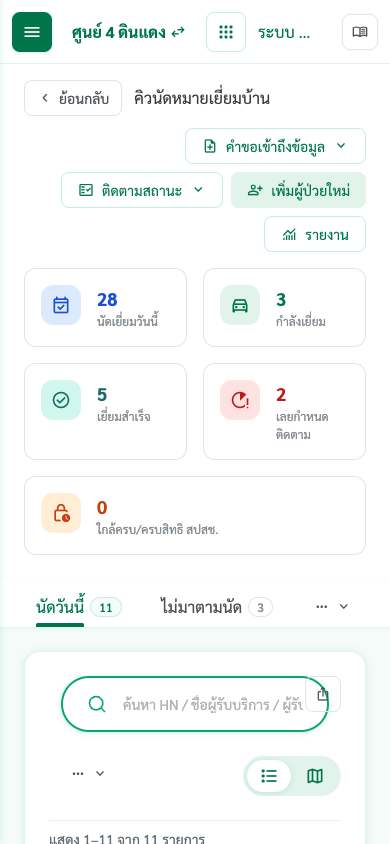 ศูนย์ 4 ดินแดง
ระบบ ...
ย้อนกลับ
คิวนัดหมายเยี่ยมบ้าน
คำขอเข้าถึงข้อมูล
ติดตามสถานะ
เพิ่มผู้ป่วยใหม่
รายงาน
28
นัดเยี่ยมวันนี้
3
กำลังเยี่ยม
5
เยี่ยมสำเร็จ
2
เลยกำหนด
ติดตาม
0
ใกล้ครบ/ครบสิทธิ สปสช.
นัดวันนี้ 11
ไม่มาตามนัด 3
...
ค้นหา HN / ชื่อผู้รับบริการ / ผู้รับ
...
แสดง 1–11 จาก 11 รายการ